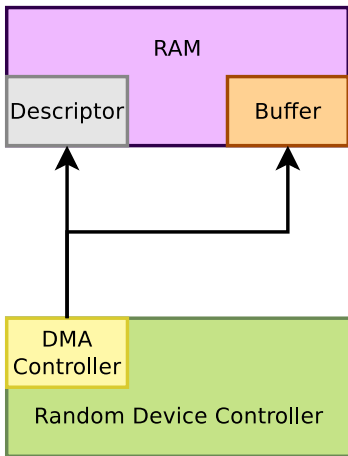 RAM
Descriptor
Buffer
DMA
Controller
Random Device Controller